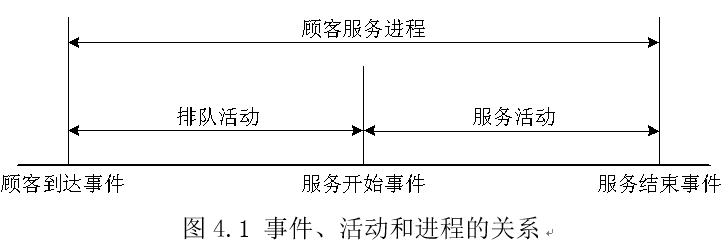 顾客服务进程
排队活动
服务活动
顾客到达事件
服务开始事件
服务结束事件
图 4.1 事件、活动和进程的关系